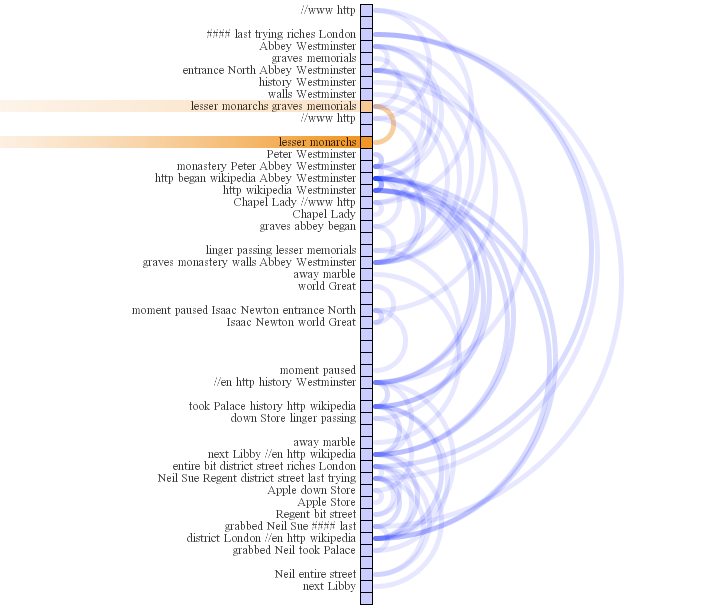 //www http
#### last trying riches London
Abbey Westminster
graves memorials
entrance North Abbey Westminster
history Westminster
walls Westminster
lesser monarchs graves memorials
//www http
lesser monarchs
Peter Westminster
monastery Peter Abbey Westminster
http began wikipedia Abbey Westminster
http wikipedia Westminster
Chapel Lady //www http
Chapel Lady
graves abbey began
linger passing lesser memorials
graves monastery walls Abbey Westminster
away marble
world Great
moment paused Isaac Newton entrance North
Isaac Newton world Great
moment paused
//en http history Westminster
took Palace history http wikipedia
down Store linger passing
away marble
next Libby //en http wikipedia
entire bit district street riches London
Neil Sue Regent district street last trying
Apple down Store
Apple Store
Regent bit street
grabbed Neil Sue #### last
district London //en http wikipedia
grabbed Neil took Palace
Neil entire street
next Libby